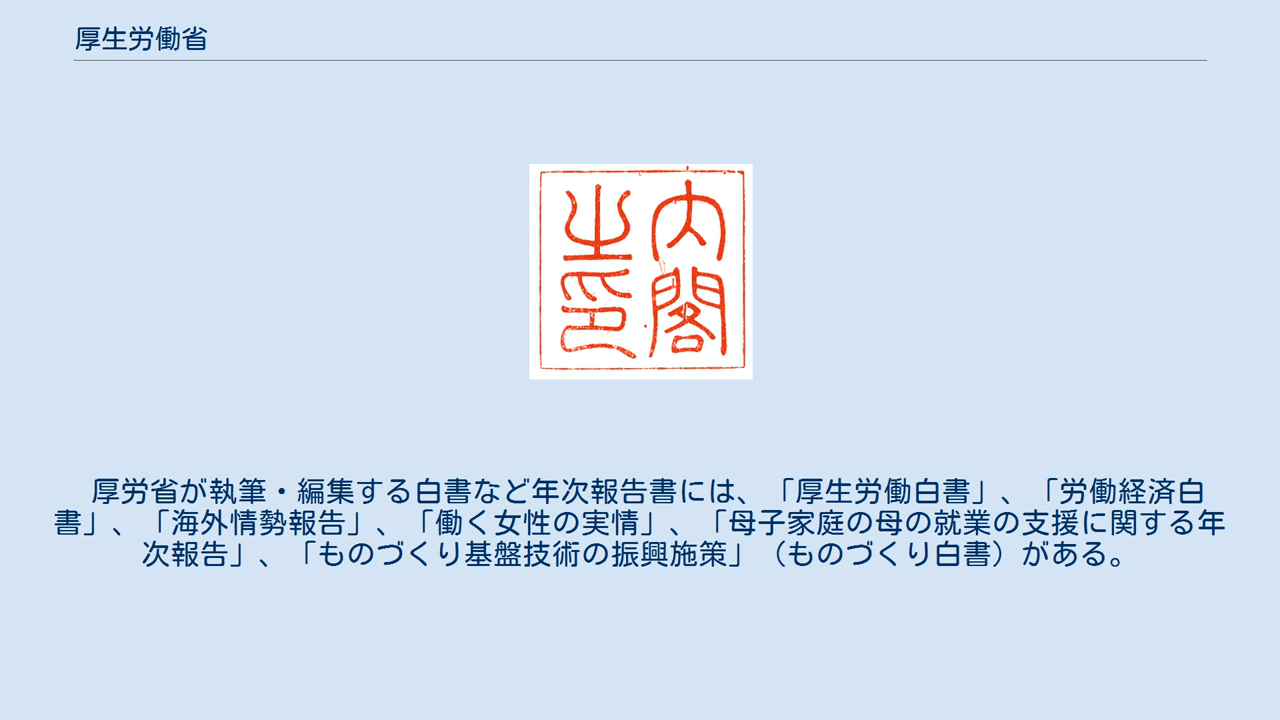 厚生労働省
内閣
之印
厚労省が執筆・編集する白書など年次報告書には、「厚生労働白書」、「労働経済白
書」、「海外情勢報告」、「働く女性の実情」、「母子家庭の母の就業の支援に関する年
次報告」、「ものづくり基盤技術の振興施策」（ものづくり白書）がある。